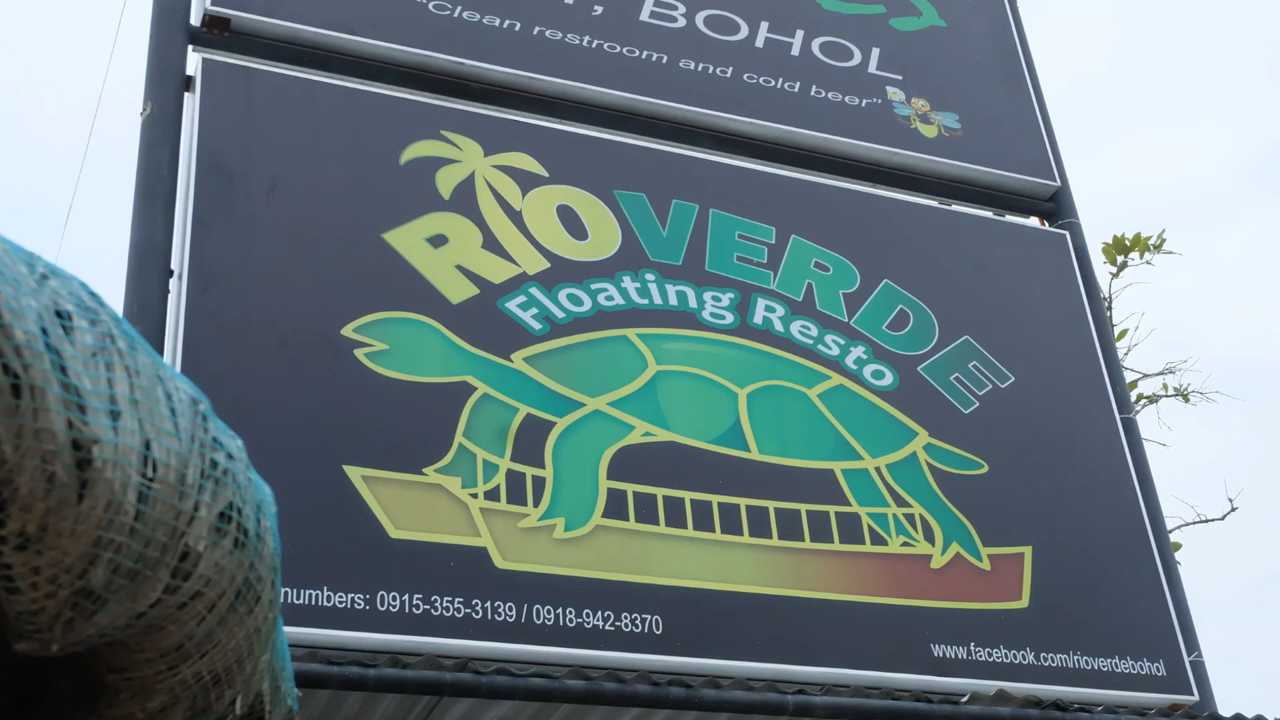 BOHOL
"Clean restroom and cold beer"
RIOVERDE
Floating Resto
numbers: 0915-355-3139 / 0918-942-8370
www.facebook.com/rioverdebohol